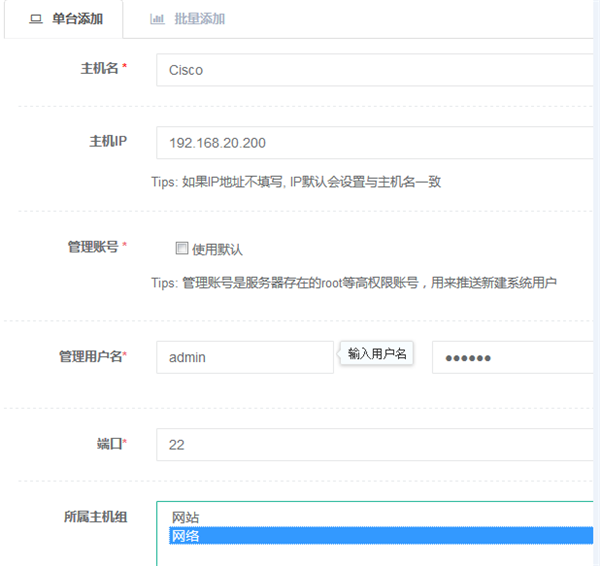 单台添加 批量添加
主机名 * Cisco
主机IP 192.168.20.200
Tips: 如果IP地址不填写, IP默认会设置与主机名一致
管理账号 * 使用默认
Tips: 管理账号是服务器存在的root等高权限账号，用来推送新建系统用户
管理用户名* admin 输入用户名 ●●●●●●
端口* 22
所属主机组 网站
网络